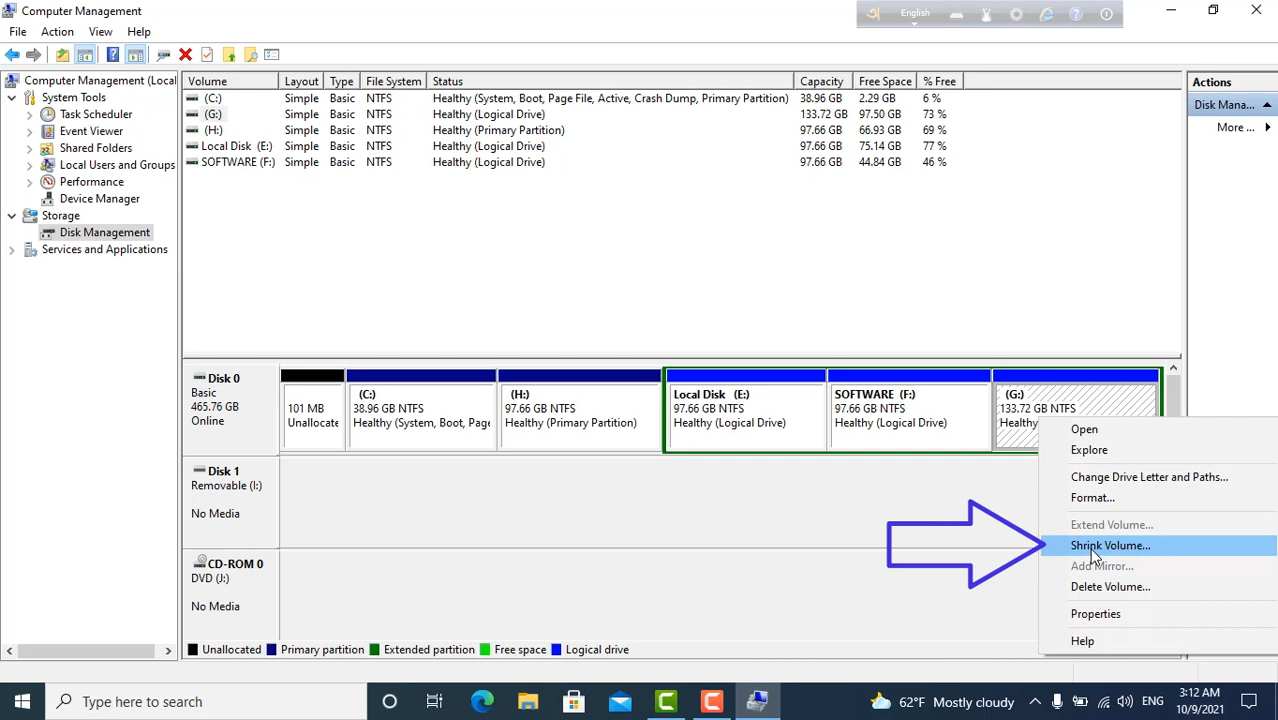 Computer Management
English
File Action View Help
Computer Management (Local
System Tools
Task Scheduler
Event Viewer
Shared Folders
Local Users and Groups
Performance
Device Manager
Storage
Disk Management
Services and Applications
Volume Layout Type File System Status Capacity Free Space % Free
(C:) Simple Basic NTFS Healthy (System, Boot, Page File, Active, Crash Dump, Primary Partition) 38.96 GB 2.29 GB 6 %
(G:) Simple Basic NTFS Healthy (Logical Drive) 133.72 GB 97.50 GB 73 %
(H:) Simple Basic NTFS Healthy (Primary Partition) 97.66 GB 66.93 GB 69 %
Local Disk (E:) Simple Basic NTFS Healthy (Logical Drive) 97.66 GB 75.14 GB 77 %
SOFTWARE (F:) Simple Basic NTFS Healthy (Logical Drive) 97.66 GB 44.84 GB 46 %
Actions
Disk Mana...
More ...
Disk 0
Basic
465.76 GB
Online
101 MB
Unallocate
(C:)
38.96 GB NTFS
Healthy (System, Boot, Page
(H:)
97.66 GB NTFS
Healthy (Primary Partition)
Local Disk (E:)
97.66 GB NTFS
Healthy (Logical Drive)
SOFTWARE (F:)
97.66 GB NTFS
Healthy (Logical Drive)
(G:)
133.72 GB NTFS
Healthy
Disk 1
Removable (I:)
No Media
CD-ROM 0
DVD (J:)
No Media
Open
Explore
Change Drive Letter and Paths...
Format...
Extend Volume...
Shrink Volume...
Add Mirror...
Delete Volume...
Properties
Help
Unallocated Primary partition Extended partition Free space Logical drive
Type here to search
62°F Mostly cloudy
ENG
3:12 AM
10/9/2021